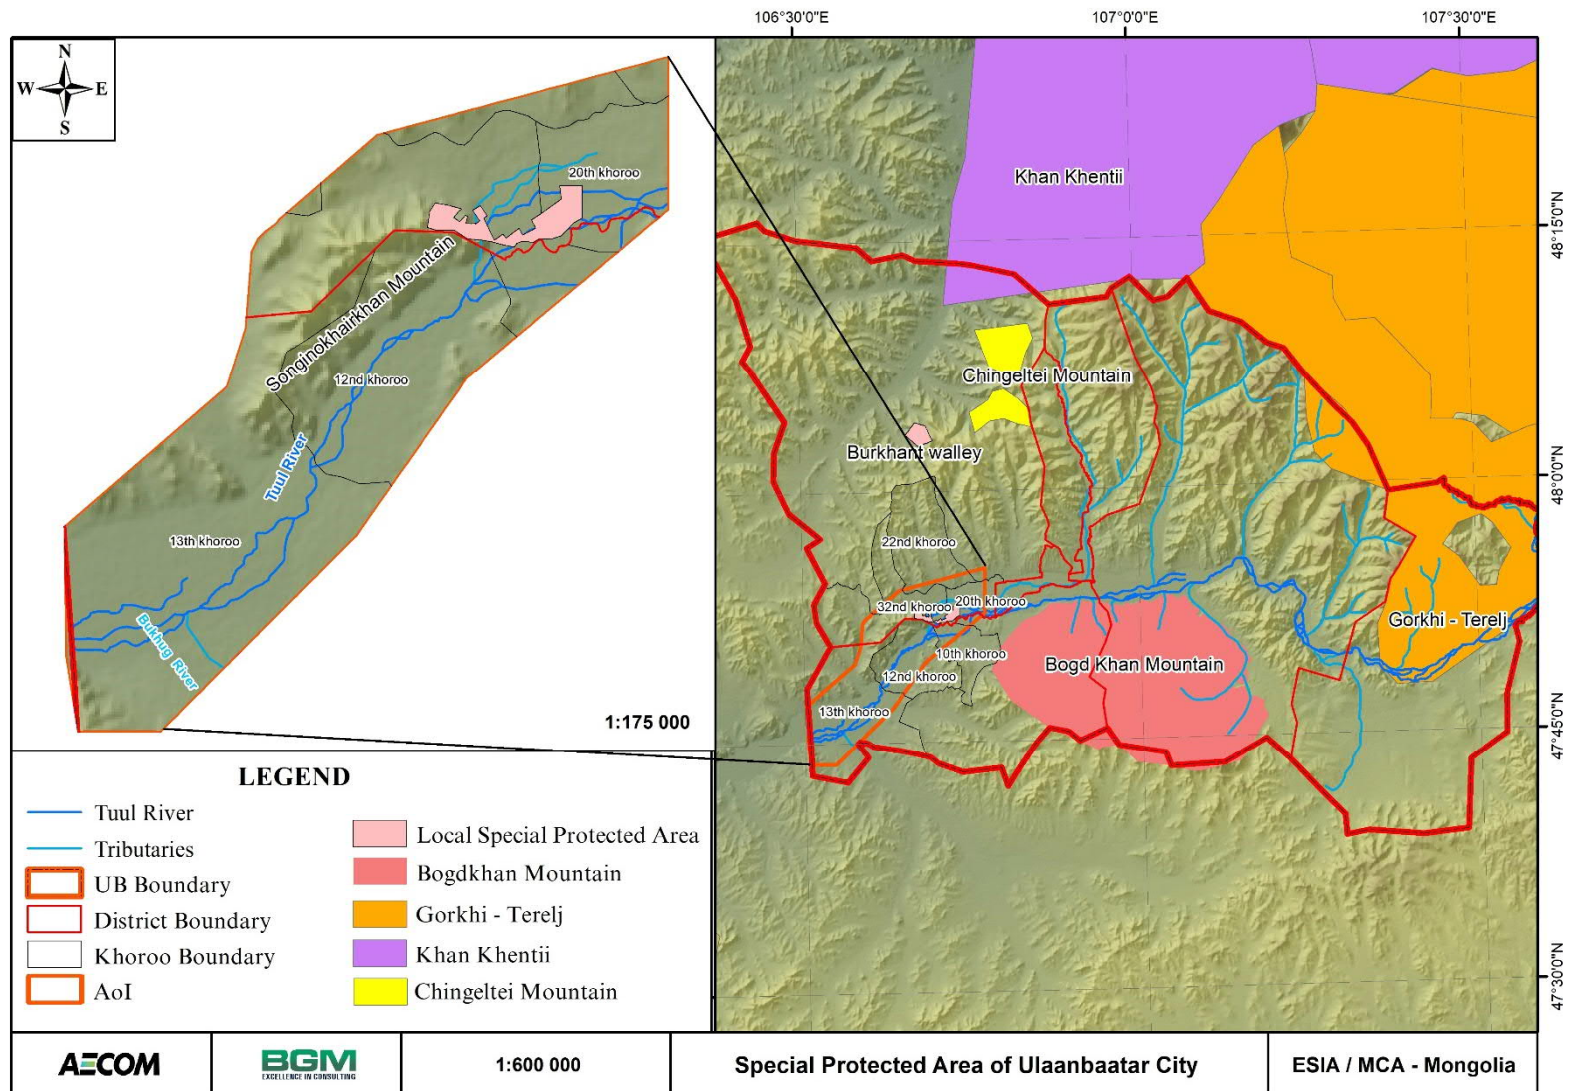 106°30'0"E
107°0'0"E
107°30'0"E
N
W
E
S
20th khoroo
Songinokhairkhan Mountain
12nd khoroo
Tuul River
13th khoroo
Bukhug River
1:175 000
Khan Khentii
Chingeltei Mountain
Burkhant walley
22nd khoroo
32nd khoroo
20th khoroo
10th khoroo
12nd khoroo
13th khoroo
Bogd Khan Mountain
Gorkhi - Terelj
48°15'0"N
48°0'0"N
47°45'0"N
47°30'0"N
LEGEND
Tuul River
Tributaries
UB Boundary
District Boundary
Khoroo Boundary
AoI
Local Special Protected Area
Bogdkhan Mountain
Gorkhi - Terelj
Khan Khentii
Chingeltei Mountain
AECOM
BGM
EXCELLENCE IN CONSULTING
1:600 000
Special Protected Area of Ulaanbaatar City
ESIA / MCA - Mongolia